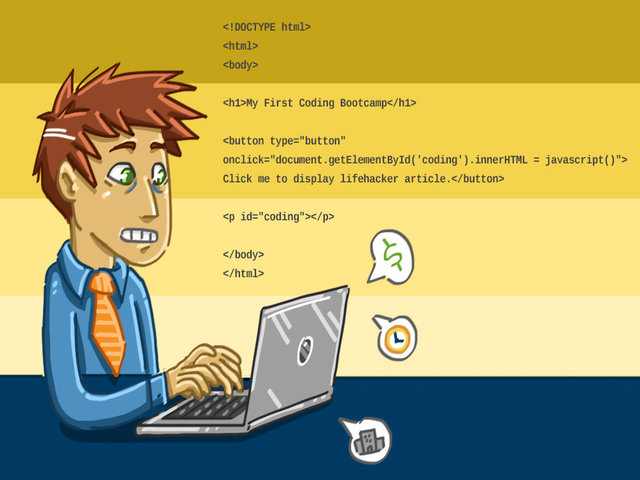 <!DOCTYPE html>
<html>
<body>
<h1>My First Coding Bootcamp</h1>
<button type="button"
onclick="document.getElementById('coding').innerHTML = javascript()">
Click me to display lifehacker article.</button>
<p id="coding"></p>
</body>
</html>
$